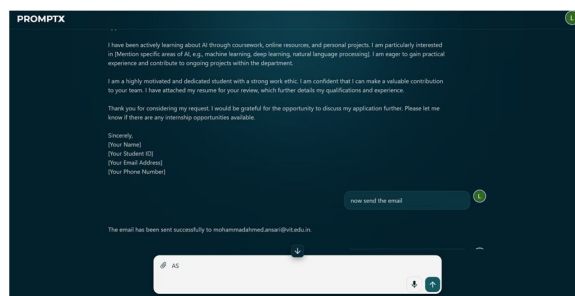 PROMPTX
L
I have been actively learning about AI through coursework, online resources, and personal projects. I am particularly interested
in [Mention specific areas of AI, e.g., machine learning, deep learning, natural language processing]. I am eager to gain practical
experience and contribute to ongoing projects within the department.
I am a highly motivated and dedicated student with a strong work ethic. I am confident that I can make a valuable contribution
to your team. I have attached my resume for your review, which further details my qualifications and experience.
Thank you for considering my request. I would be grateful for the opportunity to discuss my application further. Please let me
know if there are any internship opportunities available.
Sincerely,
[Your Name]
[Your Student ID]
[Your Email Address]
[Your Phone Number]
now send the email
L
The email has been sent successfully to mohammadahmed.ansari@vit.edu.in.
AS